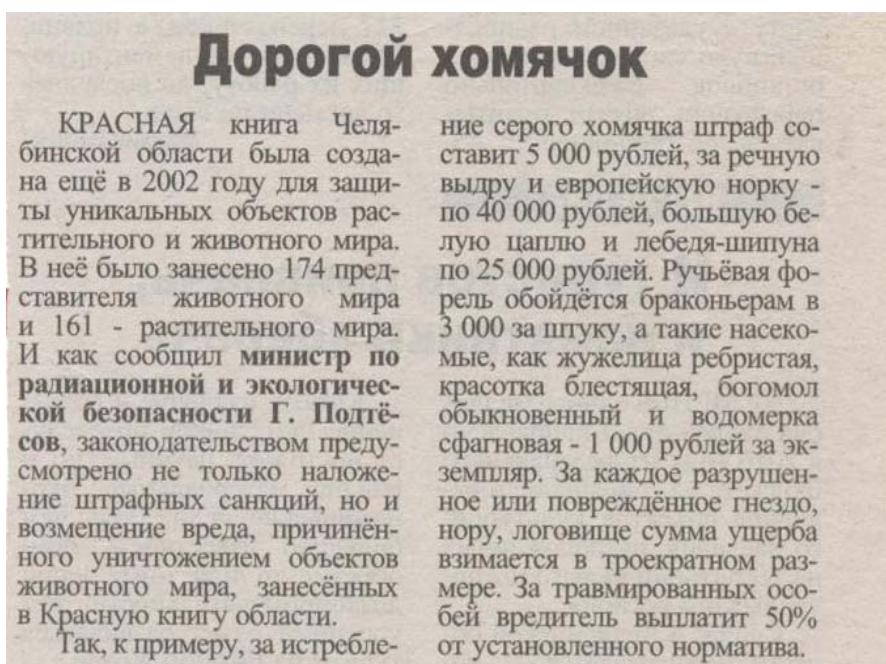 Дорогой хомячок
КРАСНАЯ книга Челя-
бинской области была созда-
на ещё в 2002 году для защи-
ты уникальных объектов рас-
тительного и животного мира.
В неё было занесено 174 пред-
ставителя животного мира
и 161 - растительного мира.
И как сообщил министр по
радиационной и экологичес-
кой безопасности Г. Подтё-
сов, законодательством преду-
смотрено не только наложе-
ние штрафных санкций, но и
возмещение вреда, причинён-
ного уничтожением объектов
животного мира, занесённых
в Красную книгу области.
Так, к примеру, за истребле-
ние серого хомячка штраф со-
ставит 5 000 рублей, за речную
выдру и европейскую норку -
по 40 000 рублей, большую бе-
лую цаплю и лебедя-шипуна
по 25 000 рублей. Ручьёвая фо-
рель обойдётся браконьерам в
3 000 за штуку, а такие насеко-
мые, как жужелица ребристая,
красотка блестящая, богомол
обыкновенный и водомерка
сфагновая - 1 000 рублей за эк-
земпляр. За каждое разрушен-
ное или повреждённое гнездо,
нору, логовище сумма ущерба
взимается в троекратном раз-
мере. За травмированных осо-
бей вредитель выплатит 50%
от установленного норматива.